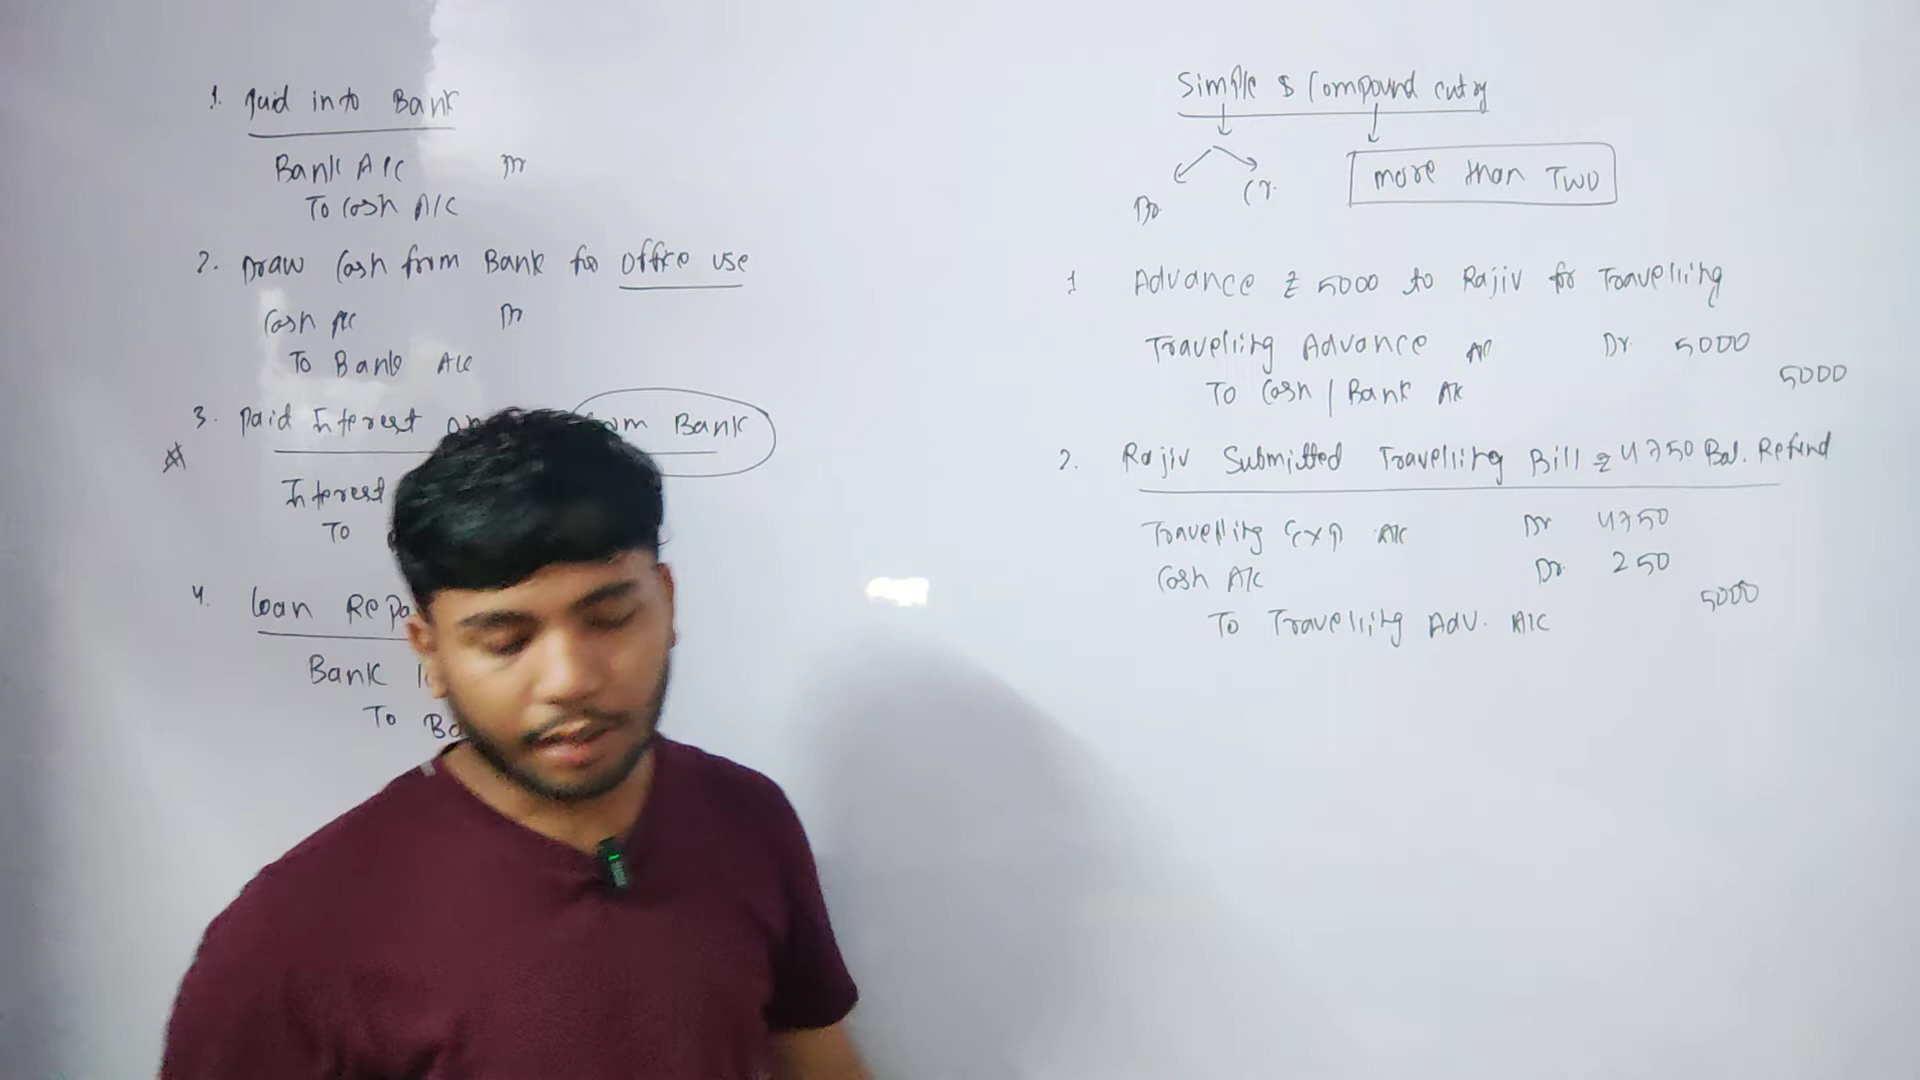 1. Paid into Bank
Bank A/C Dr
To Cash A/C
2. Draw Cash from Bank for office use
Cash A/C Dr
To Bank A/C
3. Paid Interest on Bank
Interest
To
4. Loan
Bank
To
Simple & Compound entry
Dr. Cr.
more than Two
1 Advance ₹ 5000 to Rajiv for Travelling
Travelling Advance A/C Dr. 5000
To Cash / Bank A/C 5000
2. Rajiv Submitted Travelling Bill ₹ 4750 Bal. Refund
Travelling Exp A/C Dr 4750
Cash A/C Dr. 250
To Travelling Adv. A/C 5000